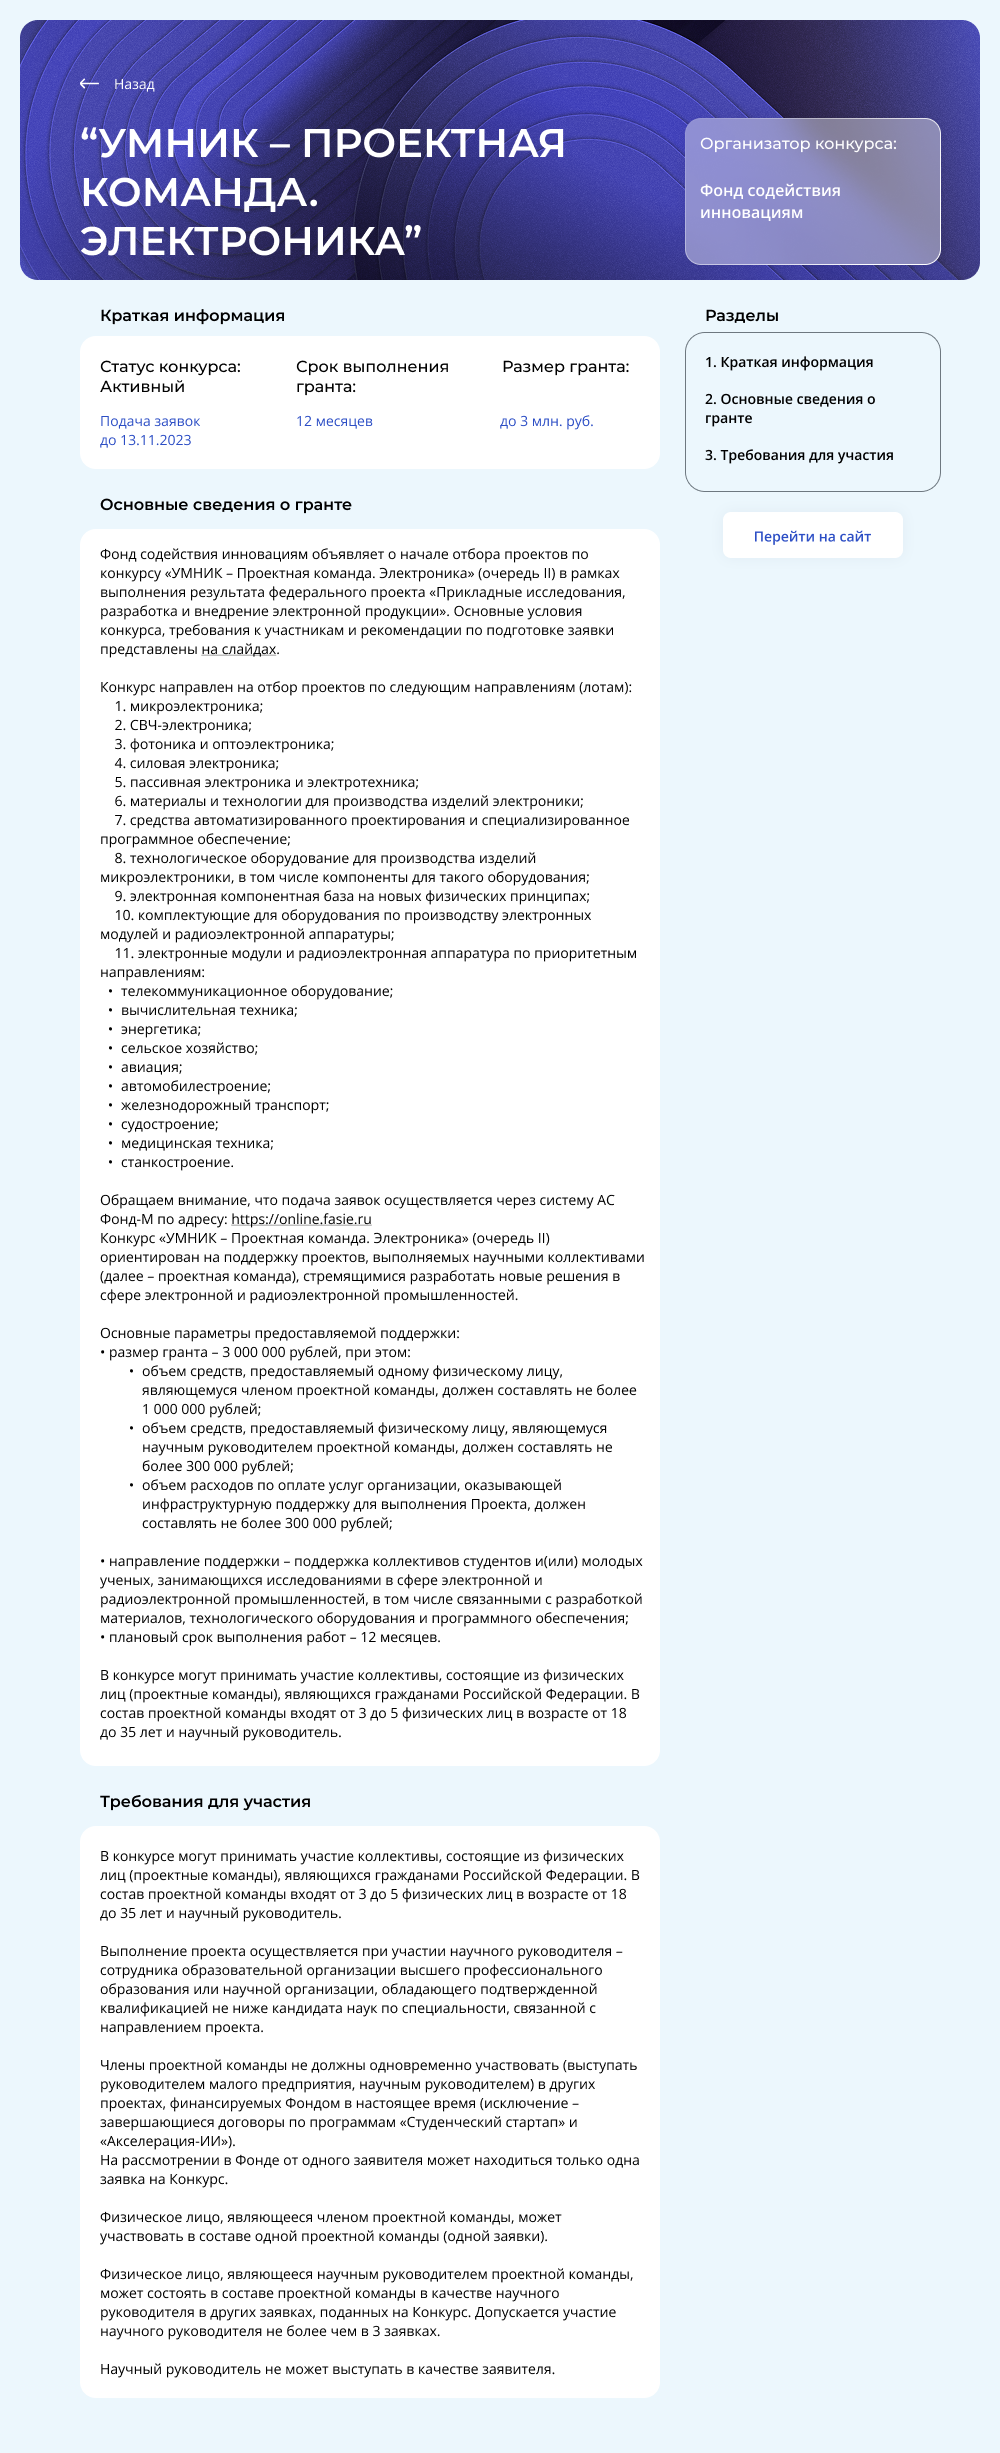 Назад
“УМНИК – ПРОЕКТНАЯ
КОМАНДА.
ЭЛЕКТРОНИКА”
Организатор конкурса:
Фонд содействия
инновациям
Краткая информация
Статус конкурса:
Активный
Подача заявок
до 13.11.2023
Срок выполнения
гранта:
12 месяцев
Размер гранта:
до 3 млн. руб.
Разделы
1. Краткая информация
2. Основные сведения о
гранте
3. Требования для участия
Перейти на сайт
Основные сведения о гранте
Фонд содействия инновациям объявляет о начале отбора проектов по
конкурсу «УМНИК – Проектная команда. Электроника» (очередь II) в рамках
выполнения результата федерального проекта «Прикладные исследования,
разработка и внедрение электронной продукции». Основные условия
конкурса, требования к участникам и рекомендации по подготовке заявки
представлены на слайдах.
Конкурс направлен на отбор проектов по следующим направлениям (лотам):
1. микроэлектроника;
2. СВЧ-электроника;
3. фотоника и оптоэлектроника;
4. силовая электроника;
5. пассивная электроника и электротехника;
6. материалы и технологии для производства изделий электроники;
7. средства автоматизированного проектирования и специализированное
программное обеспечение;
8. технологическое оборудование для производства изделий
микроэлектроники, в том числе компоненты для такого оборудования;
9. электронная компонентная база на новых физических принципах;
10. комплектующие для оборудования по производству электронных
модулей и радиоэлектронной аппаратуры;
11. электронные модули и радиоэлектронная аппаратура по приоритетным
направлениям:
• телекоммуникационное оборудование;
• вычислительная техника;
• энергетика;
• сельское хозяйство;
• авиация;
• автомобилестроение;
• железнодорожный транспорт;
• судостроение;
• медицинская техника;
• станкостроение.
Обращаем внимание, что подача заявок осуществляется через систему АС
Фонд-М по адресу: https://online.fasie.ru
Конкурс «УМНИК – Проектная команда. Электроника» (очередь II)
ориентирован на поддержку проектов, выполняемых научными коллективами
(далее – проектная команда), стремящимися разработать новые решения в
сфере электронной и радиоэлектронной промышленностей.
Основные параметры предоставляемой поддержки:
• размер гранта – 3 000 000 рублей, при этом:
• объем средств, предоставляемый одному физическому лицу,
являющемуся членом проектной команды, должен составлять не более
1 000 000 рублей;
• объем средств, предоставляемый физическому лицу, являющемуся
научным руководителем проектной команды, должен составлять не
более 300 000 рублей;
• объем расходов по оплате услуг организации, оказывающей
инфраструктурную поддержку для выполнения Проекта, должен
составлять не более 300 000 рублей;
• направление поддержки – поддержка коллективов студентов и(или) молодых
ученых, занимающихся исследованиями в сфере электронной и
радиоэлектронной промышленностей, в том числе связанными с разработкой
материалов, технологического оборудования и программного обеспечения;
• плановый срок выполнения работ – 12 месяцев.
В конкурсе могут принимать участие коллективы, состоящие из физических
лиц (проектные команды), являющихся гражданами Российской Федерации. В
состав проектной команды входят от 3 до 5 физических лиц в возрасте от 18
до 35 лет и научный руководитель.
Требования для участия
В конкурсе могут принимать участие коллективы, состоящие из физических
лиц (проектные команды), являющихся гражданами Российской Федерации. В
состав проектной команды входят от 3 до 5 физических лиц в возрасте от 18
до 35 лет и научный руководитель.
Выполнение проекта осуществляется при участии научного руководителя –
сотрудника образовательной организации высшего профессионального
образования или научной организации, обладающего подтвержденной
квалификацией не ниже кандидата наук по специальности, связанной с
направлением проекта.
Члены проектной команды не должны одновременно участвовать (выступать
руководителем малого предприятия, научным руководителем) в других
проектах, финансируемых Фондом в настоящее время (исключение –
завершающиеся договоры по программам «Студенческий стартап» и
«Акселерация-ИИ»).
На рассмотрении в Фонде от одного заявителя может находиться только одна
заявка на Конкурс.
Физическое лицо, являющееся членом проектной команды, может
участвовать в составе одной проектной команды (одной заявки).
Физическое лицо, являющееся научным руководителем проектной команды,
может состоять в составе проектной команды в качестве научного
руководителя в других заявках, поданных на Конкурс. Допускается участие
научного руководителя не более чем в 3 заявках.
Научный руководитель не может выступать в качестве заявителя.